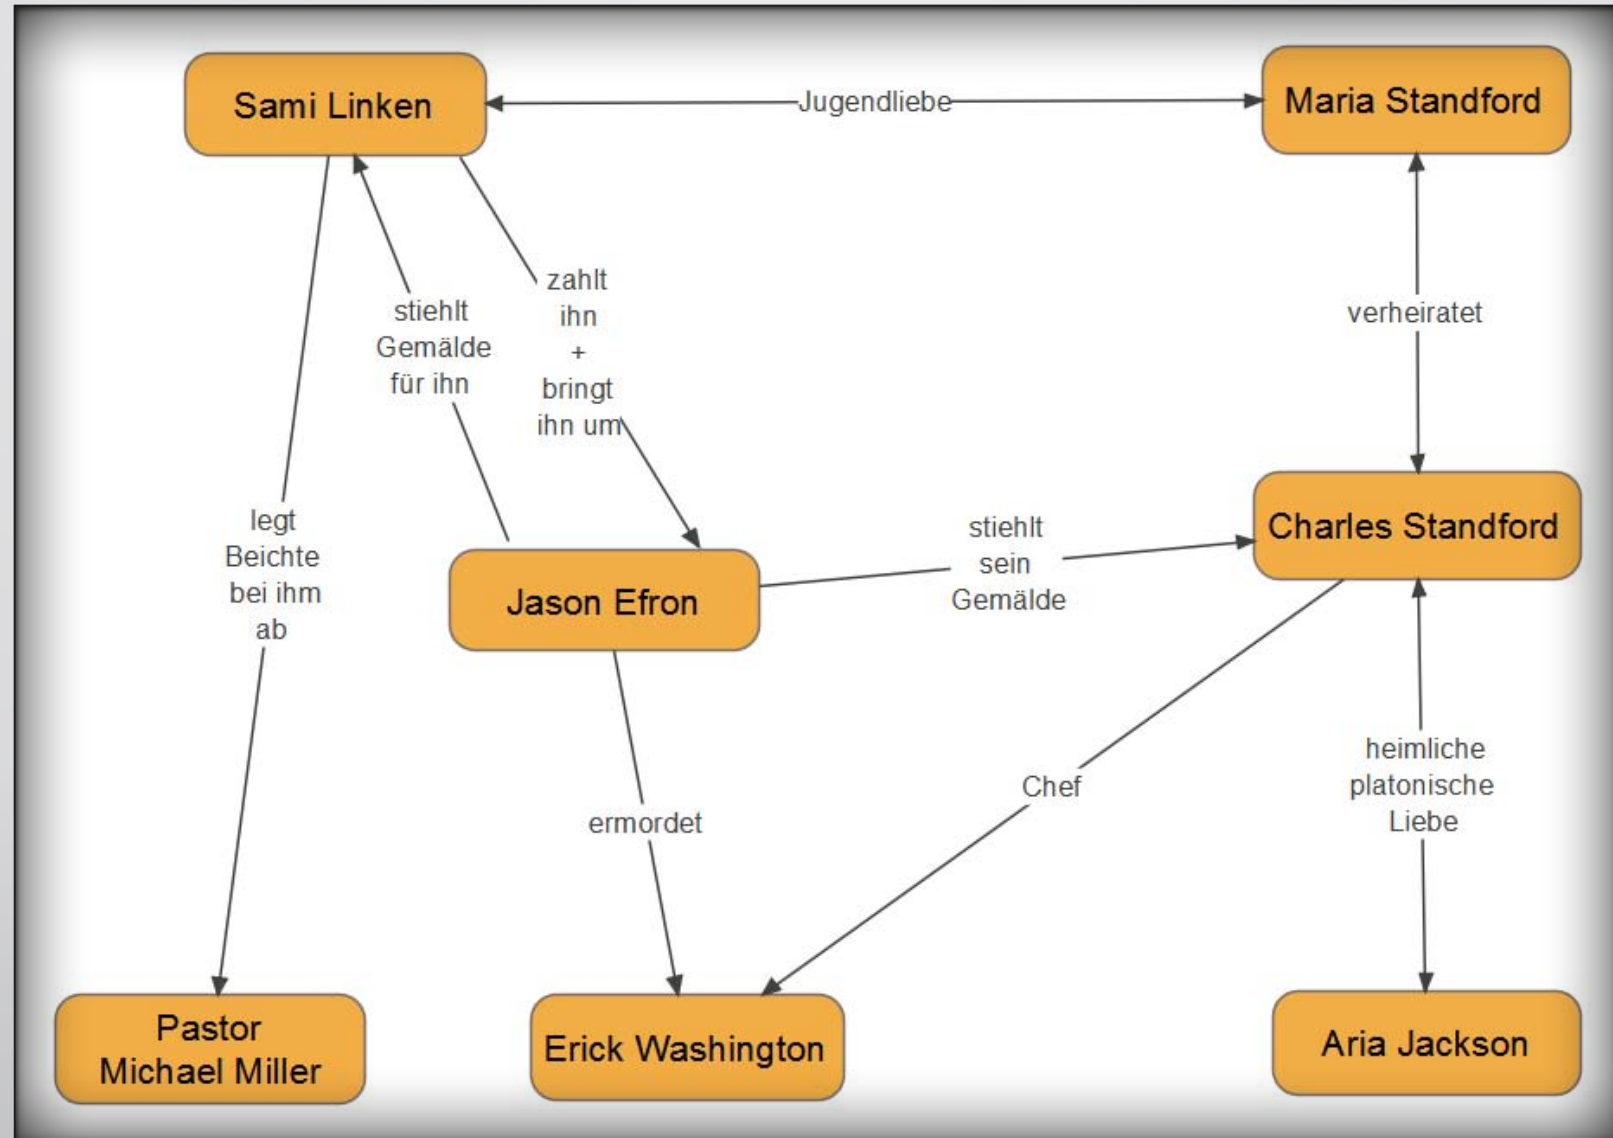 Sami Linken
Jugendliebe
Maria Standford
zahlt
ihn
+
bringt
ihn um
stiehlt
Gemälde
für ihn
verheiratet
legt
Beichte
bei ihm
ab
stiehlt
sein
Gemälde
Charles Standford
Jason Efron
ermordet
Chef
heimliche
platonische
Liebe
Pastor
Michael Miller
Erick Washington
Aria Jackson